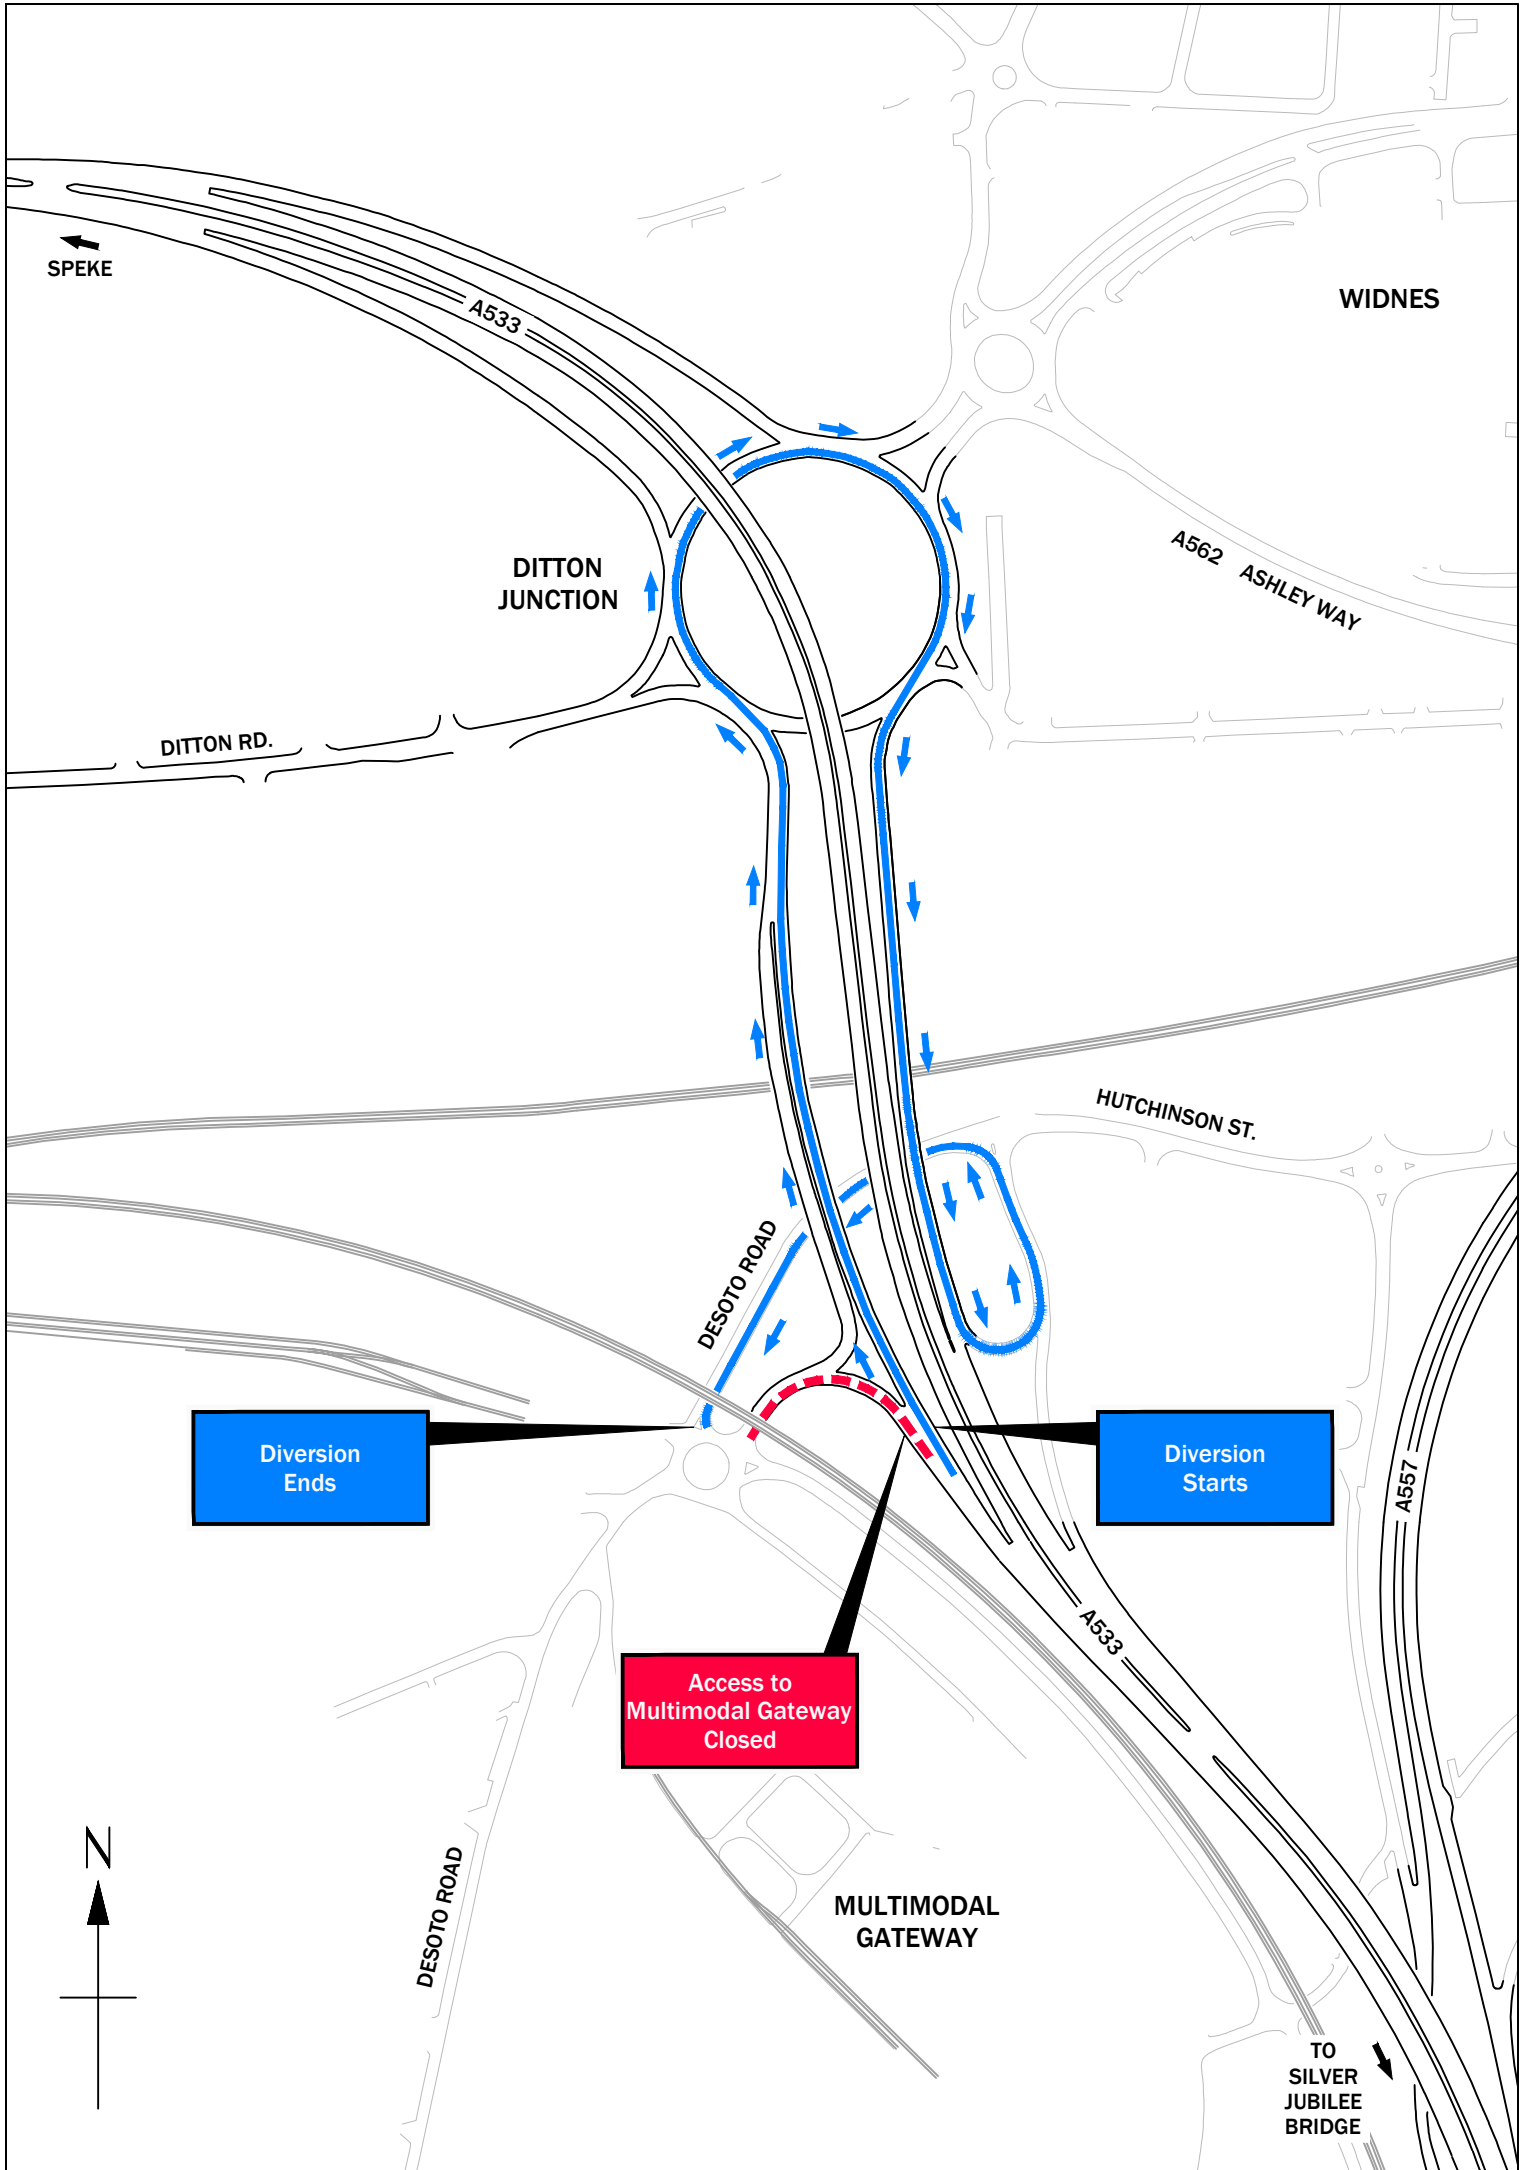 SPEKE
A533
WIDNES
DITTON
JUNCTION
A562 ASHLEY WAY
DITTON RD.
HUTCHINSON ST.
DESOTO ROAD
Diversion
Ends
Diversion
Starts
A557
A533
Access to
Multimodal Gateway
Closed
N
DESOTO ROAD
MULTIMODAL
GATEWAY
TO
SILVER
JUBILEE
BRIDGE